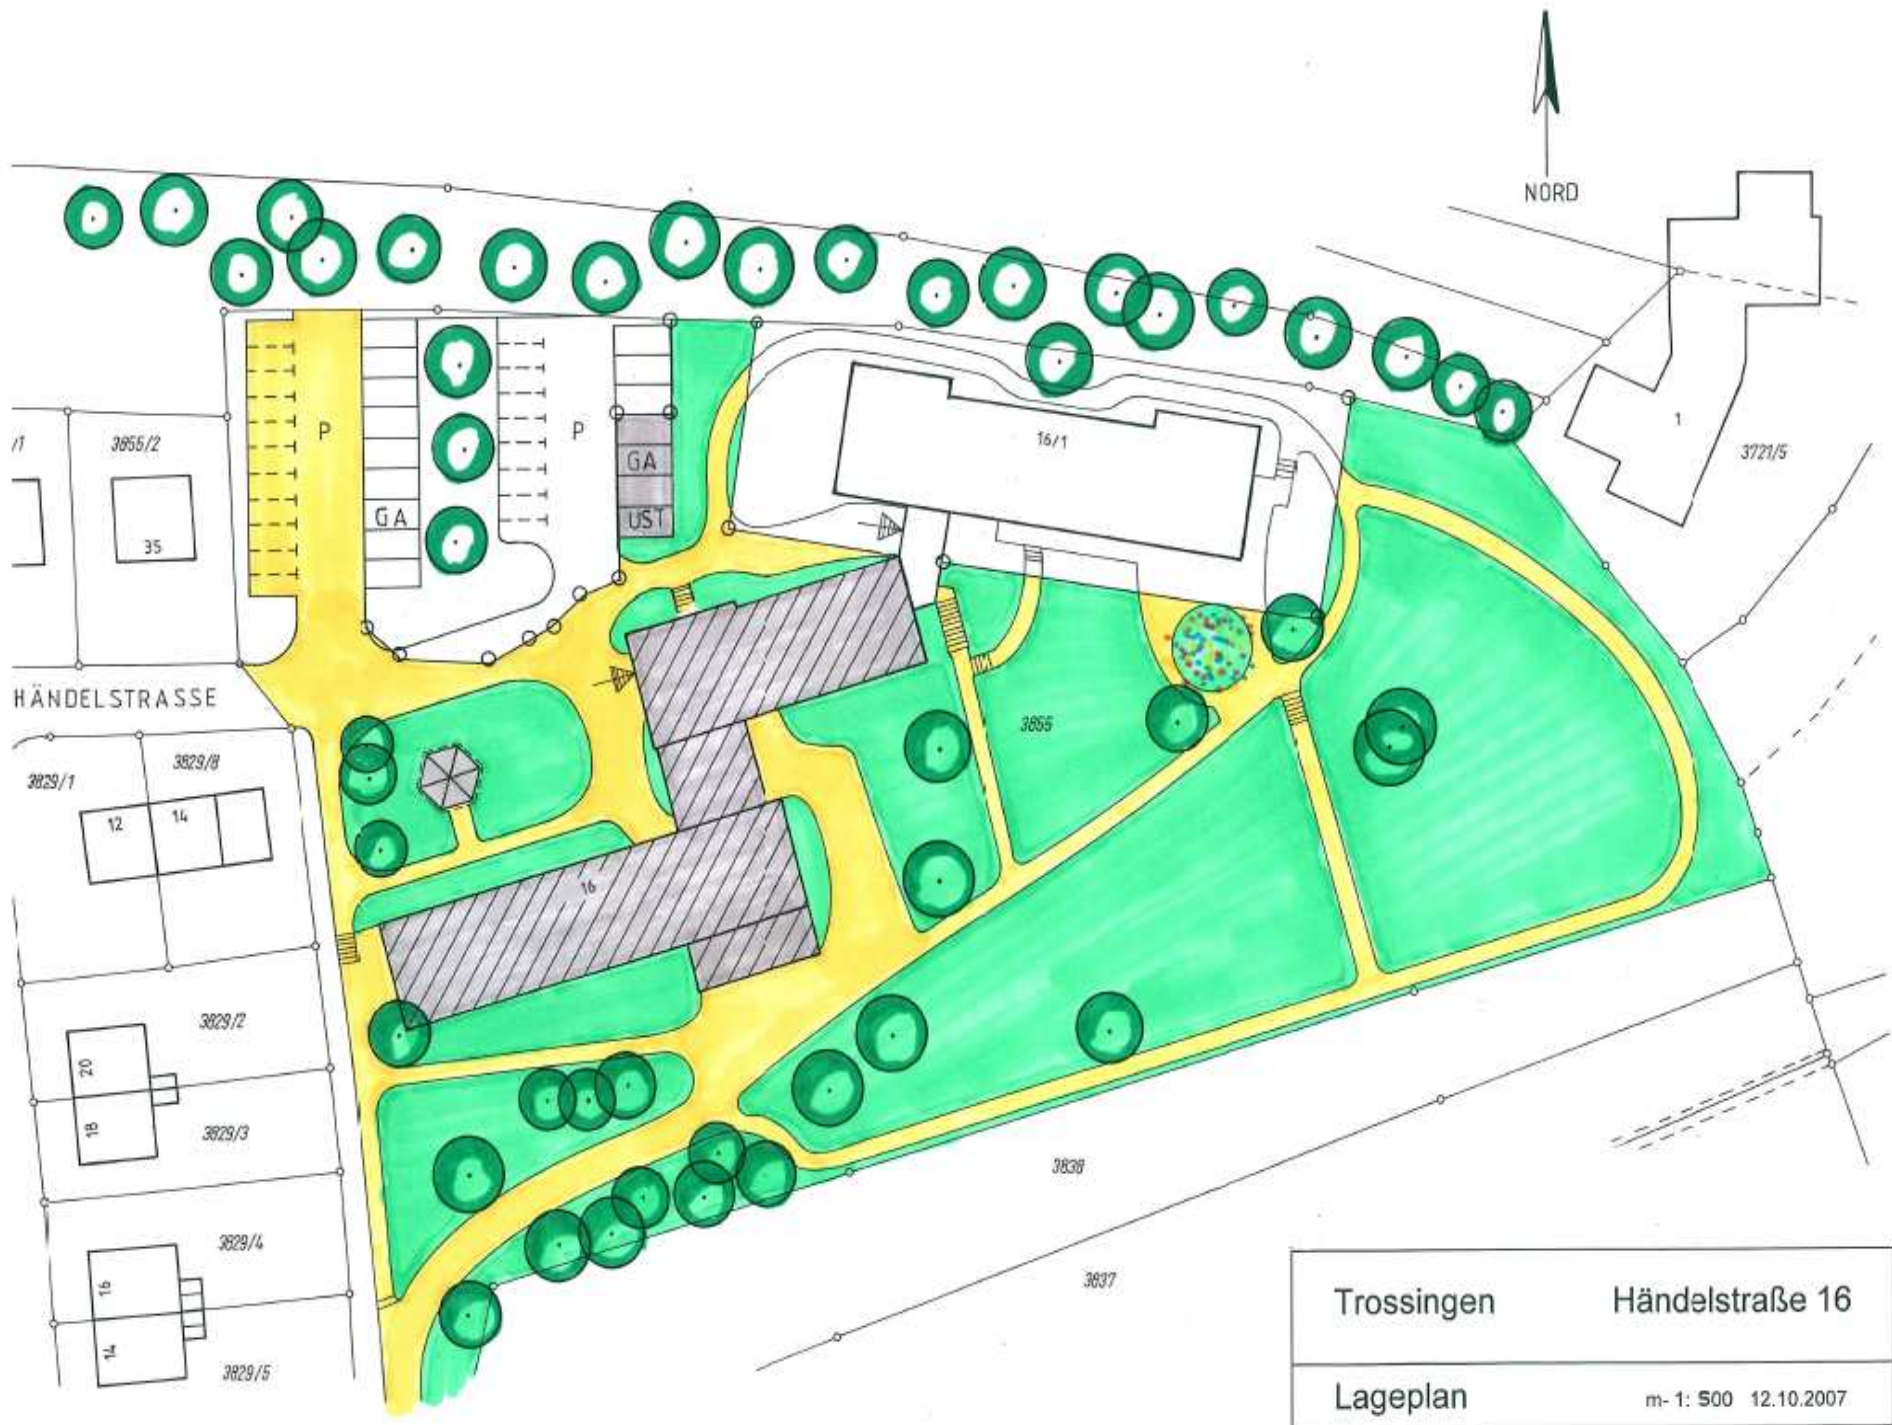 NORD
P
P
16/1
1
/1
3855/2
GA
3721/5
GA
UST
35
HÄNDELSTRASSE
3855
3829/8
3829/1
12
14
16
3829/2
20
18
3829/3
3838
3829/4
3837
16
14
3829/5
Trossingen Händelstraße 16
Lageplan m- 1: 500 12.10.2007